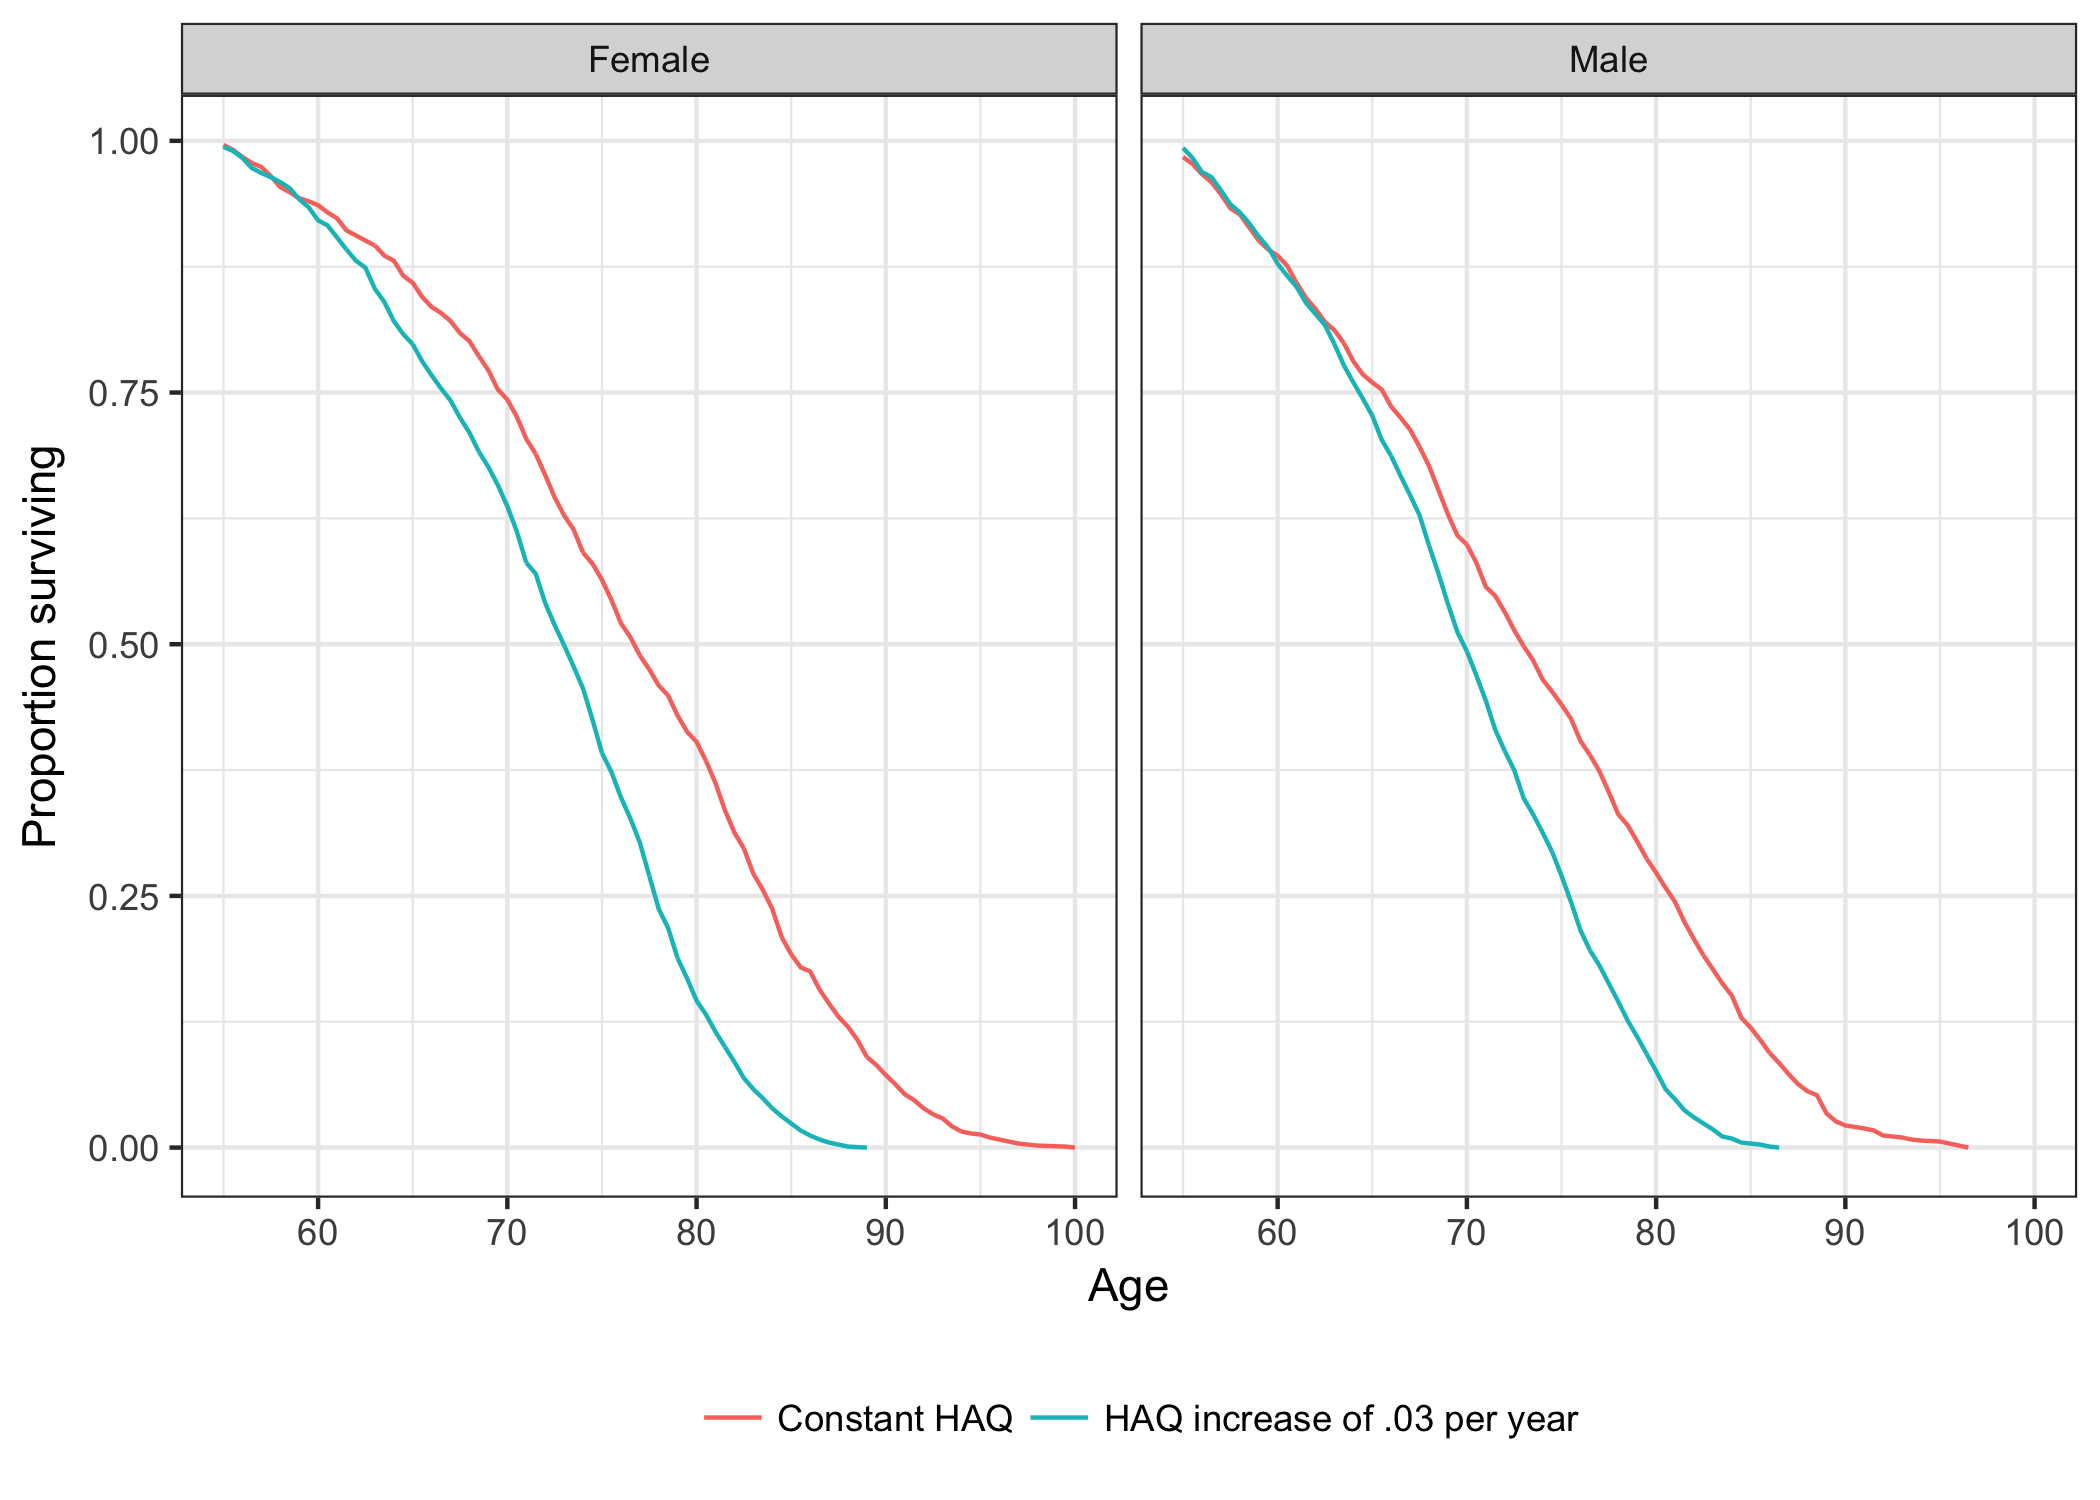 Female
Male
1.00
0.75
0.50
0.25
0.00
Proportion surviving
60 70 80 90 100
60 70 80 90 100
Age
Constant HAQ
HAQ increase of .03 per year